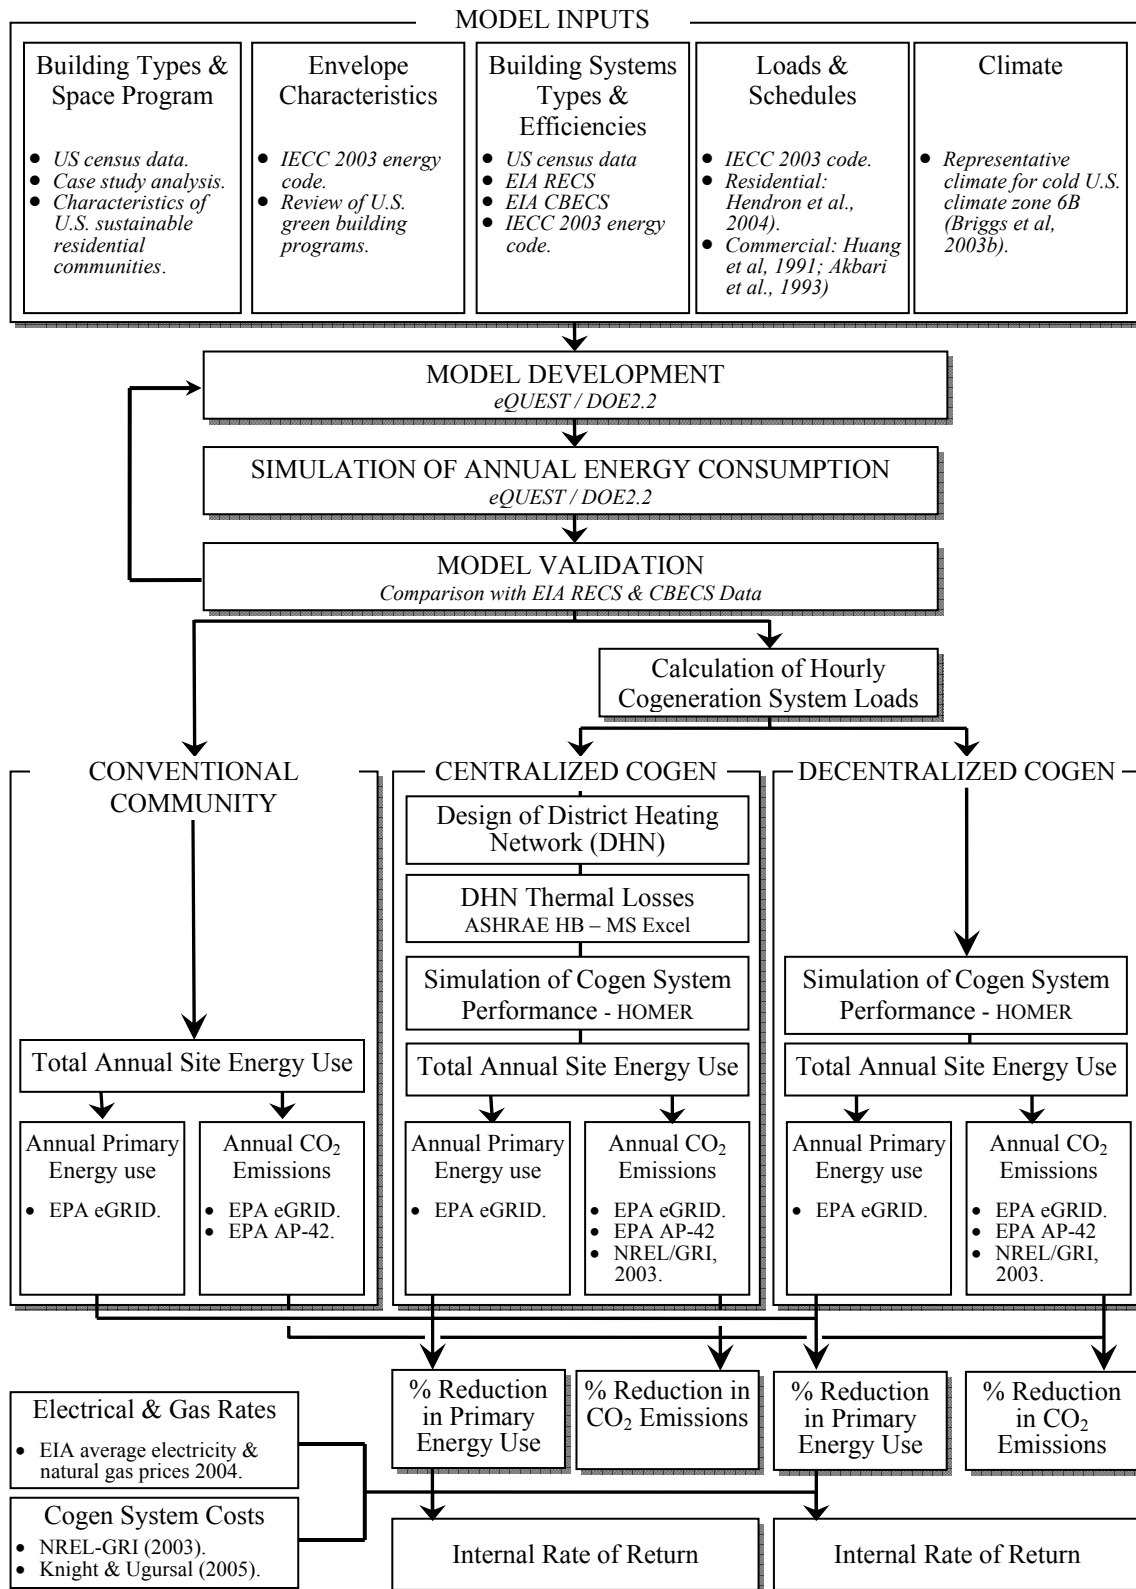 MODEL INPUTS
Building Types &
Space Program
• US census data.
• Case study analysis.
• Characteristics of
U.S. sustainable
residential
communities.
Envelope
Characteristics
• IECC 2003 energy
code.
• Review of U.S.
green building
programs.
Building Systems
Types &
Efficiencies
• US census data
• EIA RECS
• EIA CBECS
• IECC 2003 energy
code.
Loads &
Schedules
• IECC 2003 code.
• Residential:
Hendron et al.,
2004).
• Commercial: Huang
et al, 1991; Akbari
et al., 1993)
Climate
• Representative
climate for cold U.S.
climate zone 6B
(Briggs et al,
2003b).
MODEL DEVELOPMENT
eQUEST / DOE2.2
SIMULATION OF ANNUAL ENERGY CONSUMPTION
eQUEST / DOE2.2
MODEL VALIDATION
Comparison with EIA RECS & CBECS Data
Calculation of Hourly
Cogeneration System Loads
CONVENTIONAL
COMMUNITY
Total Annual Site Energy Use
Annual Primary
Energy use
• EPA eGRID.
Annual CO₂
Emissions
• EPA eGRID.
• EPA AP-42.
CENTRALIZED COGEN
Design of District Heating
Network (DHN)
DHN Thermal Losses
ASHRAE HB – MS Excel
Simulation of Cogen System
Performance - HOMER
Total Annual Site Energy Use
Annual Primary
Energy use
• EPA eGRID.
Annual CO₂
Emissions
• EPA eGRID.
• EPA AP-42
• NREL/GRI,
2003.
DECENTRALIZED COGEN
Simulation of Cogen System
Performance - HOMER
Total Annual Site Energy Use
Annual Primary
Energy use
• EPA eGRID.
Annual CO₂
Emissions
• EPA eGRID.
• EPA AP-42
• NREL/GRI,
2003.
% Reduction
in Primary
Energy Use
% Reduction in
CO₂ Emissions
% Reduction
in Primary
Energy Use
% Reduction
in CO₂
Emissions
Electrical & Gas Rates
• EIA average electricity &
natural gas prices 2004.
Cogen System Costs
• NREL-GRI (2003).
• Knight & Ugursal (2005).
Internal Rate of Return
Internal Rate of Return